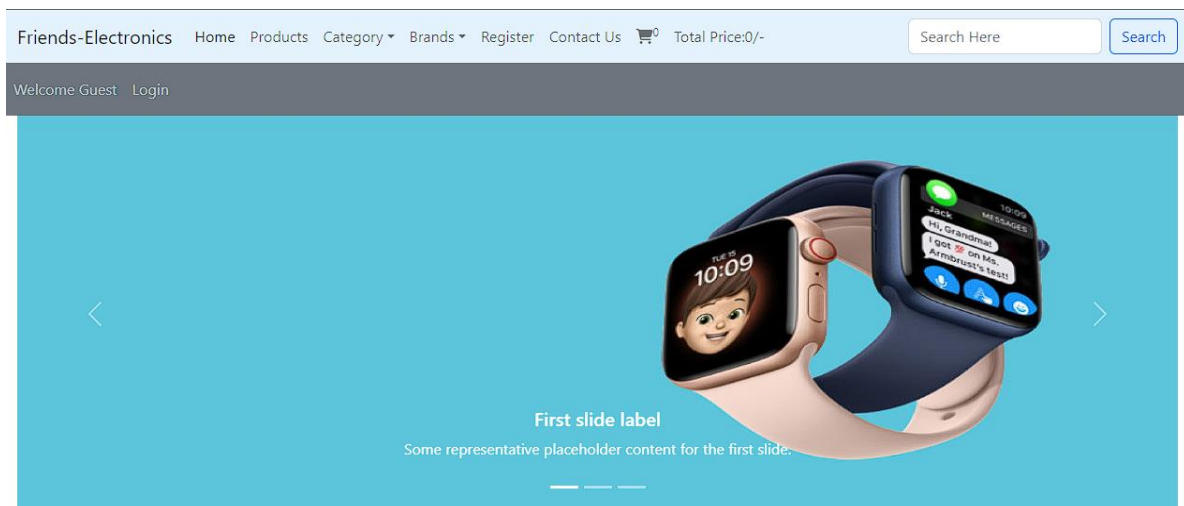 Friends-Electronics Home Products Category Brands Register Contact Us 0 Total Price:0/- Search Here Search
Welcome Guest Login
TUE 15
10:09
10:09
Jack MESSAGES
Hi, Grandma!
I got 💯 on Ms.
Armbrust's test!
First slide label
Some representative placeholder content for the first slide.